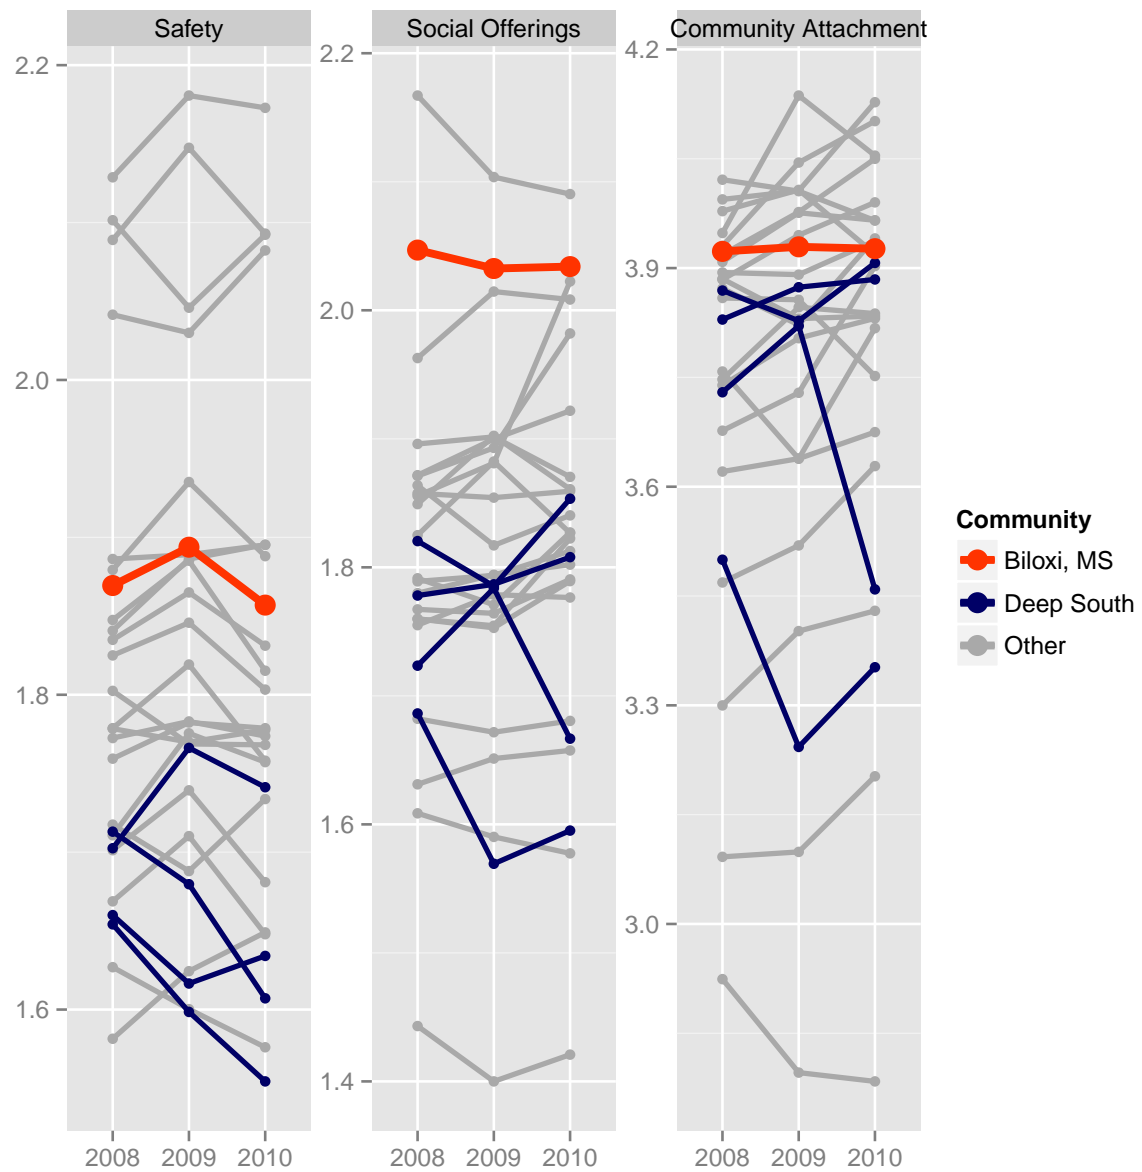 Safety
Social Offerings
Community Attachment
2.2
2.0
1.8
1.6
2.2
2.0
1.8
1.6
1.4
4.2
3.9
3.6
3.3
3.0
2008 2009 2010
2008 2009 2010
2008 2009 2010
Community
Biloxi, MS
Deep South
Other